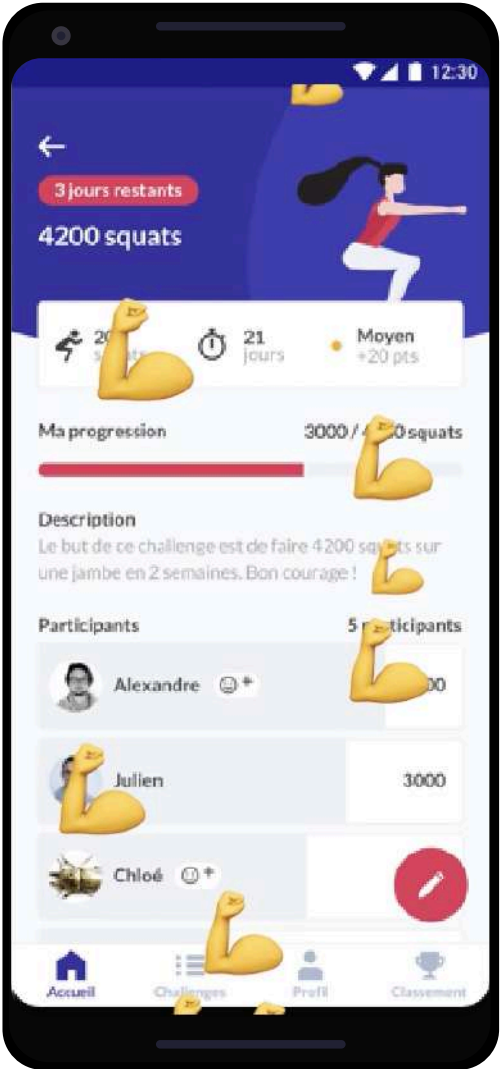 12:30
3 jours restants
4200 squats
21
jours
Moyen
+20 pts
Ma progression
3000 / squats
Description
Le but de ce challenge est de faire 4200 squats sur
une jambe en 2 semaines. Bon courage !
Participants
5 participants
Alexandre
Julien
3000
Chloé
Accueil
Challenges
Profil
Classement